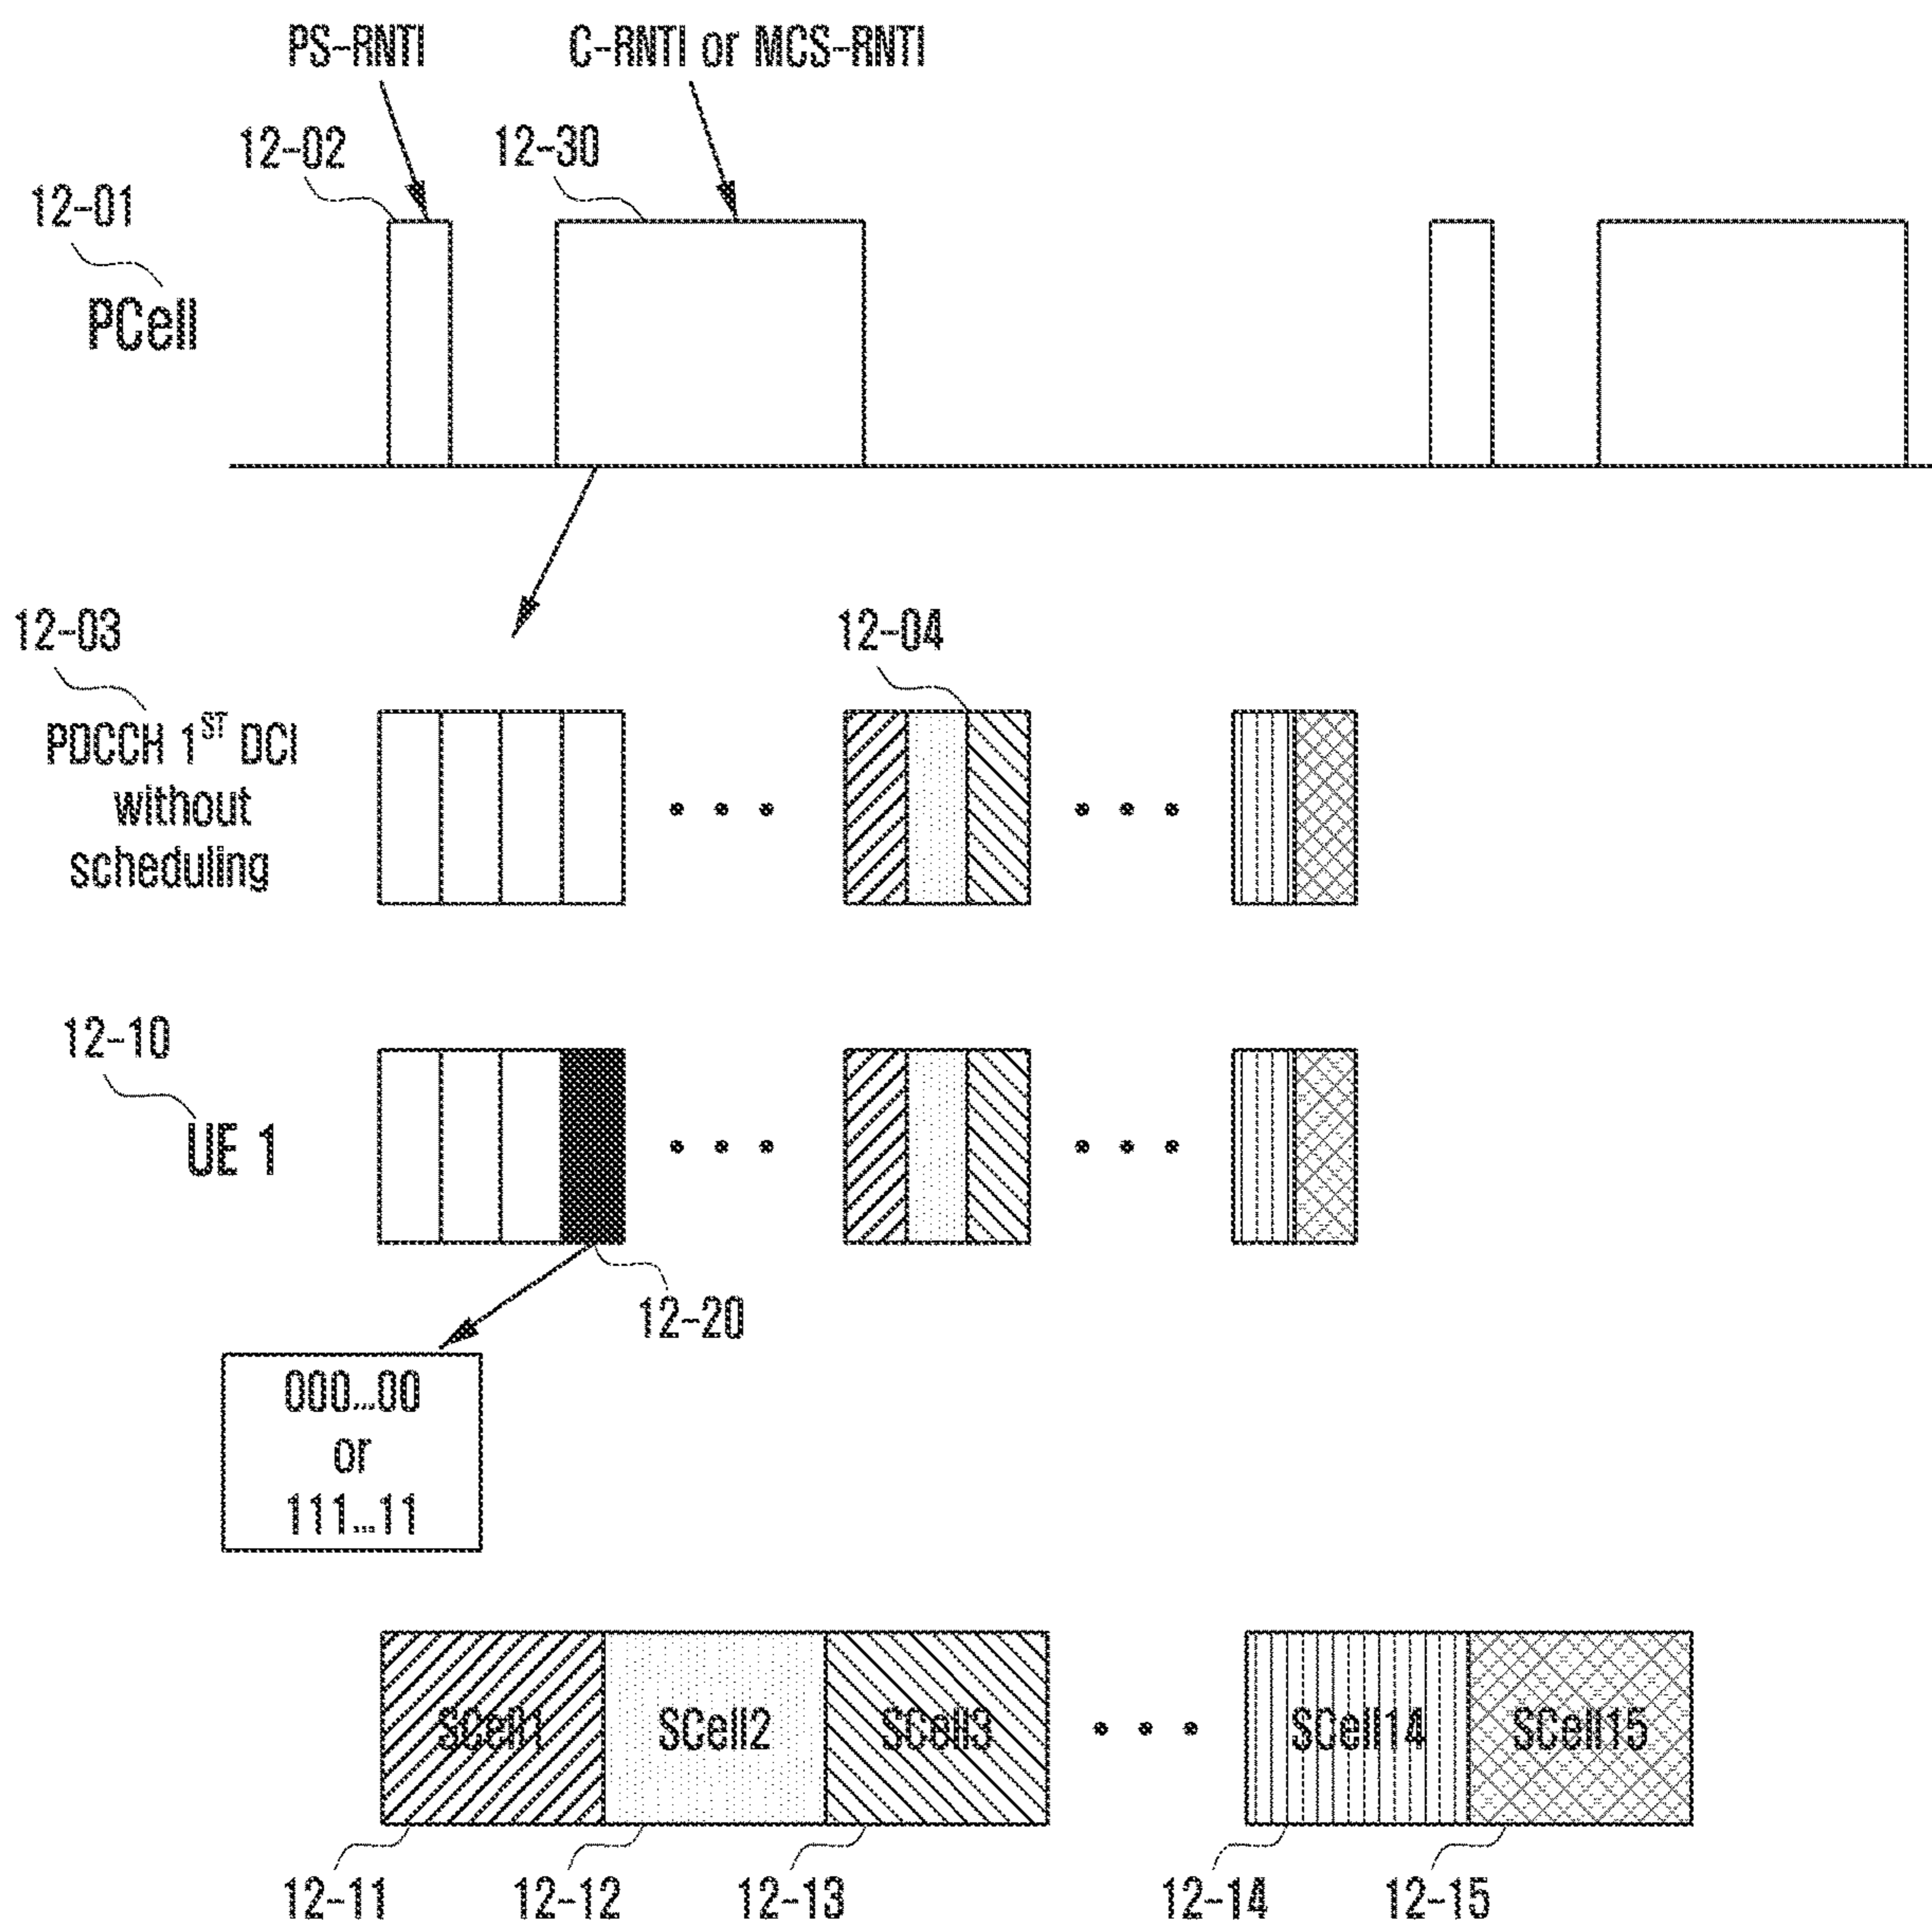 PS-RNTI
C-RNTI or MCS-RNTI
12-02
12-30
12-01
PCell
12-03
12-04
PDCCH 1ST DCI
without
scheduling
12-10
UE 1
12-20
000...00
or
111...11
SCell1
SCell2
SCell3
SCell14
SCell15
12-11
12-12
12-13
12-14
12-15